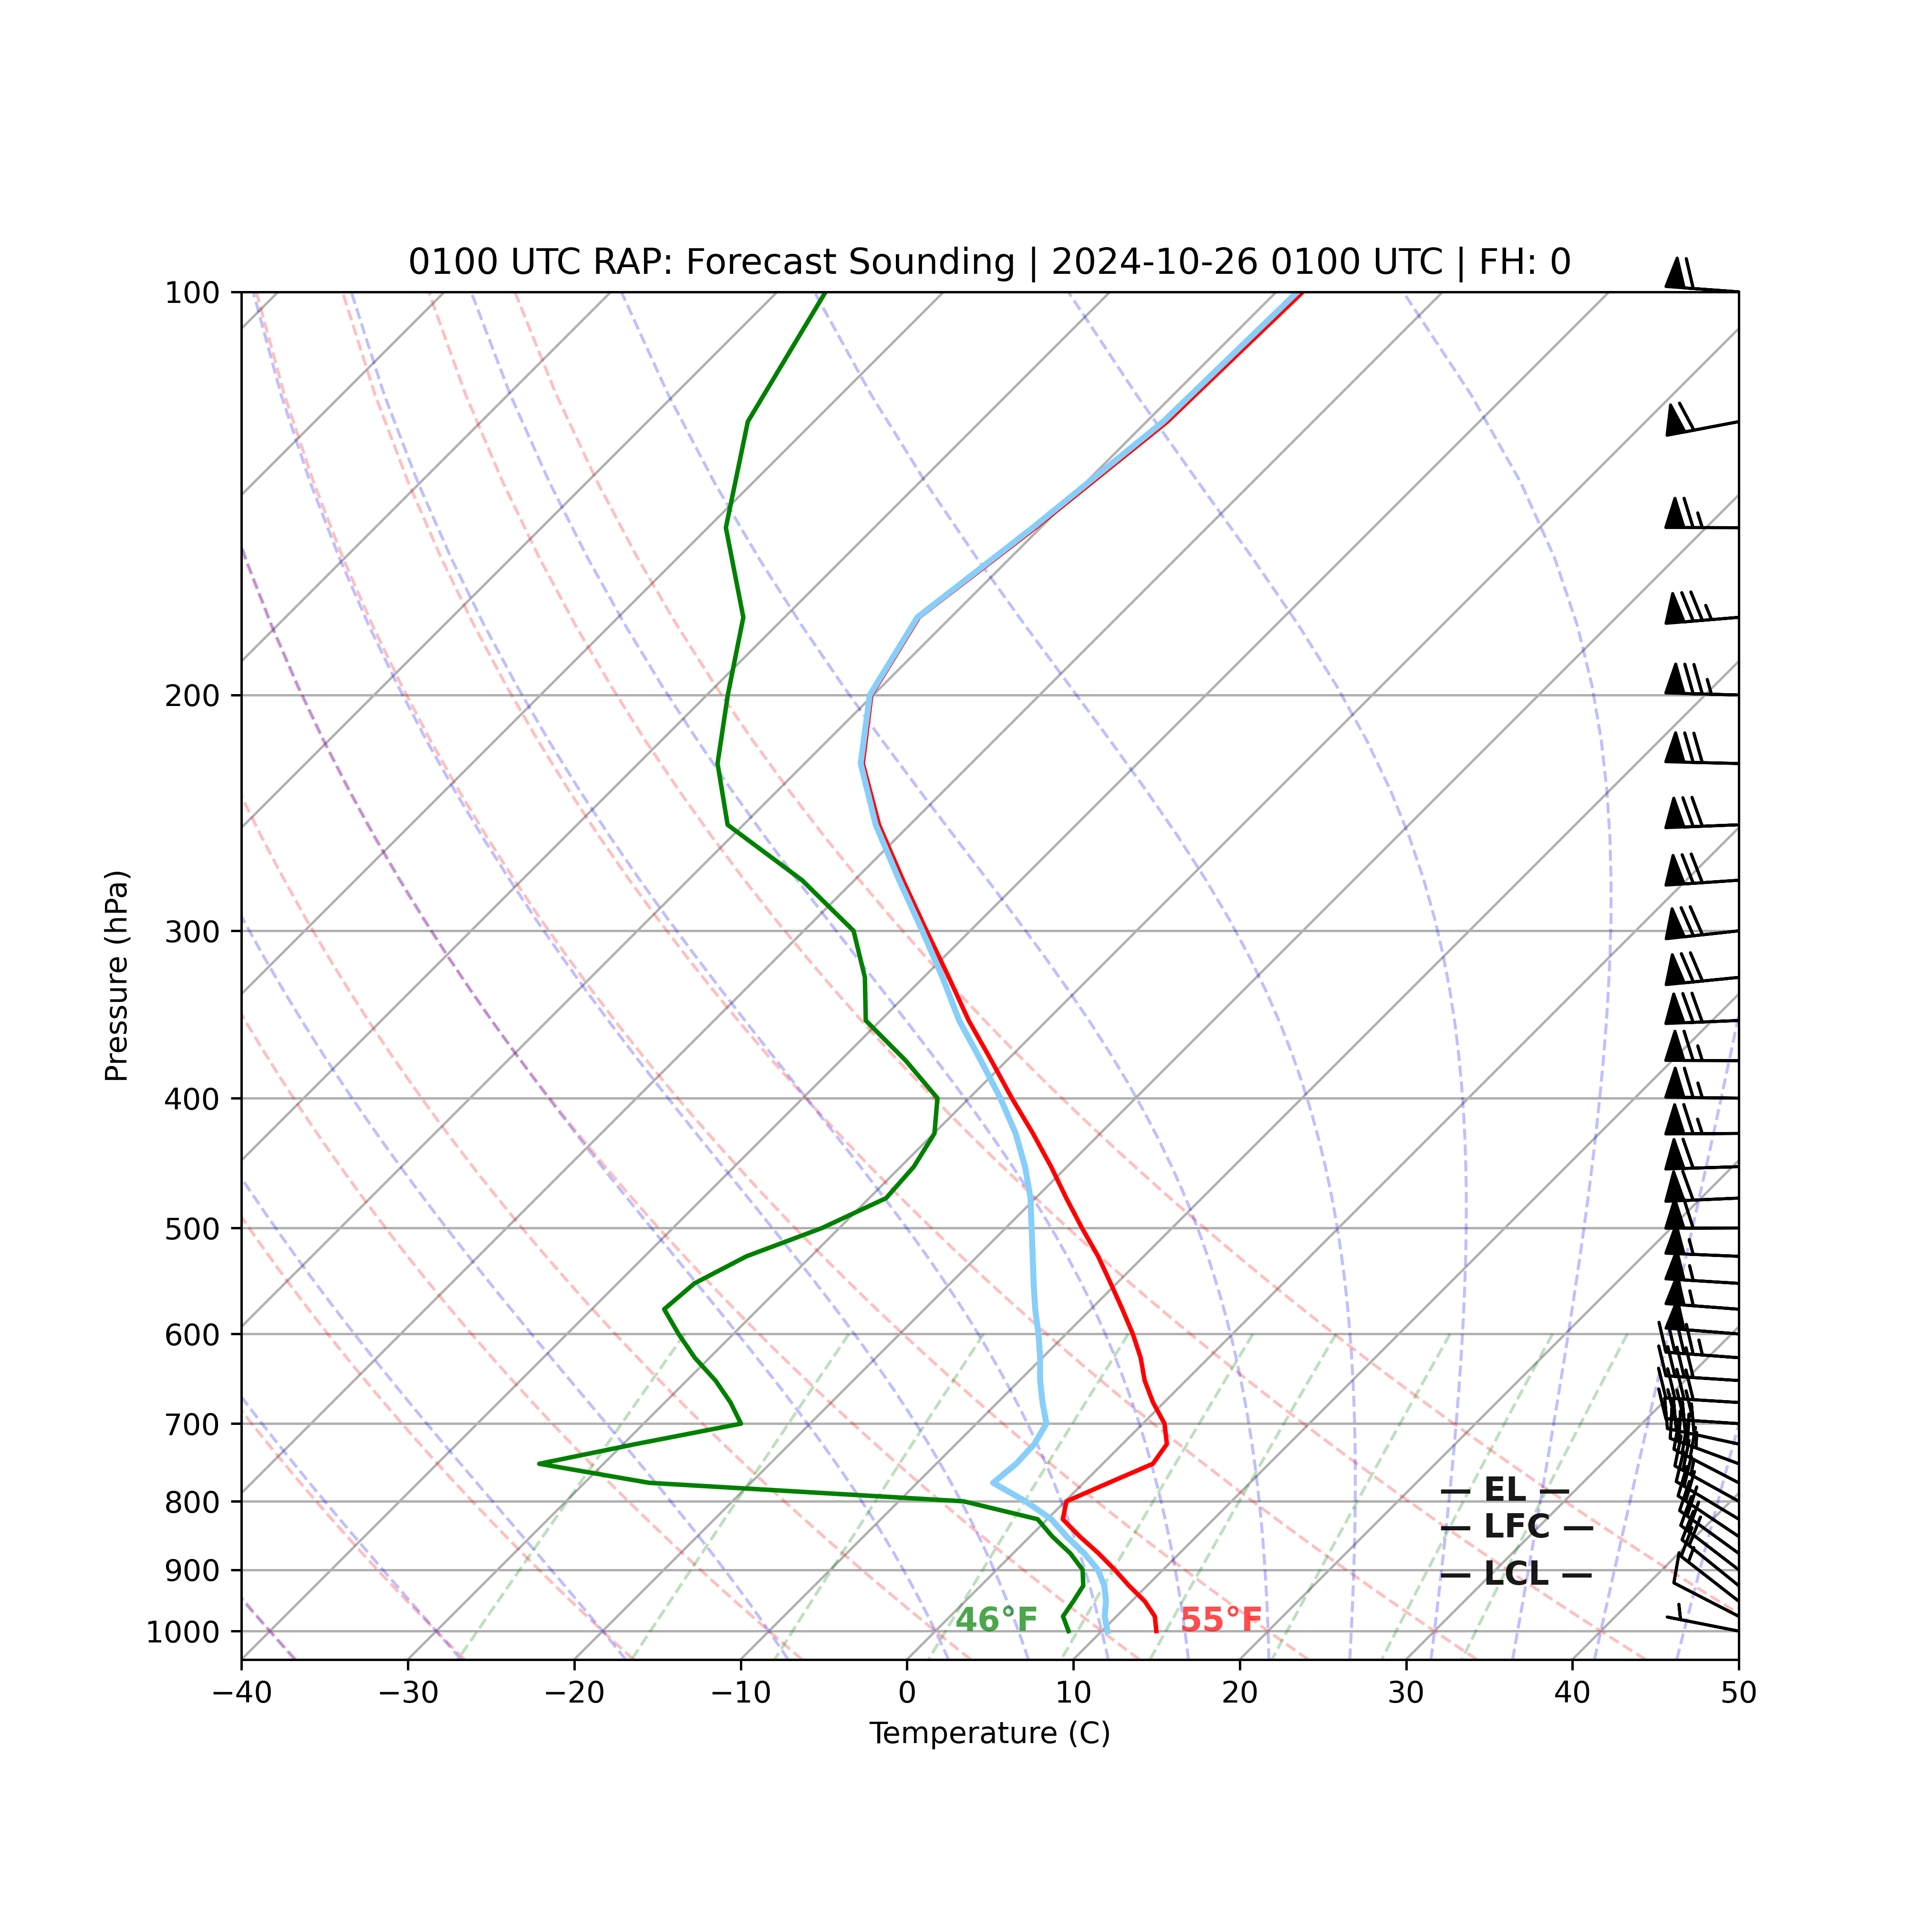 0100 UTC RAP: Forecast Sounding | 2024-10-26 0100 UTC | FH: 0
100
200
300
400
500
600
700
800
900
1000
Pressure (hPa)
— EL —
— LFC —
— LCL —
46°F
55°F
−40 −30 −20 −10 0 10 20 30 40 50
Temperature (C)